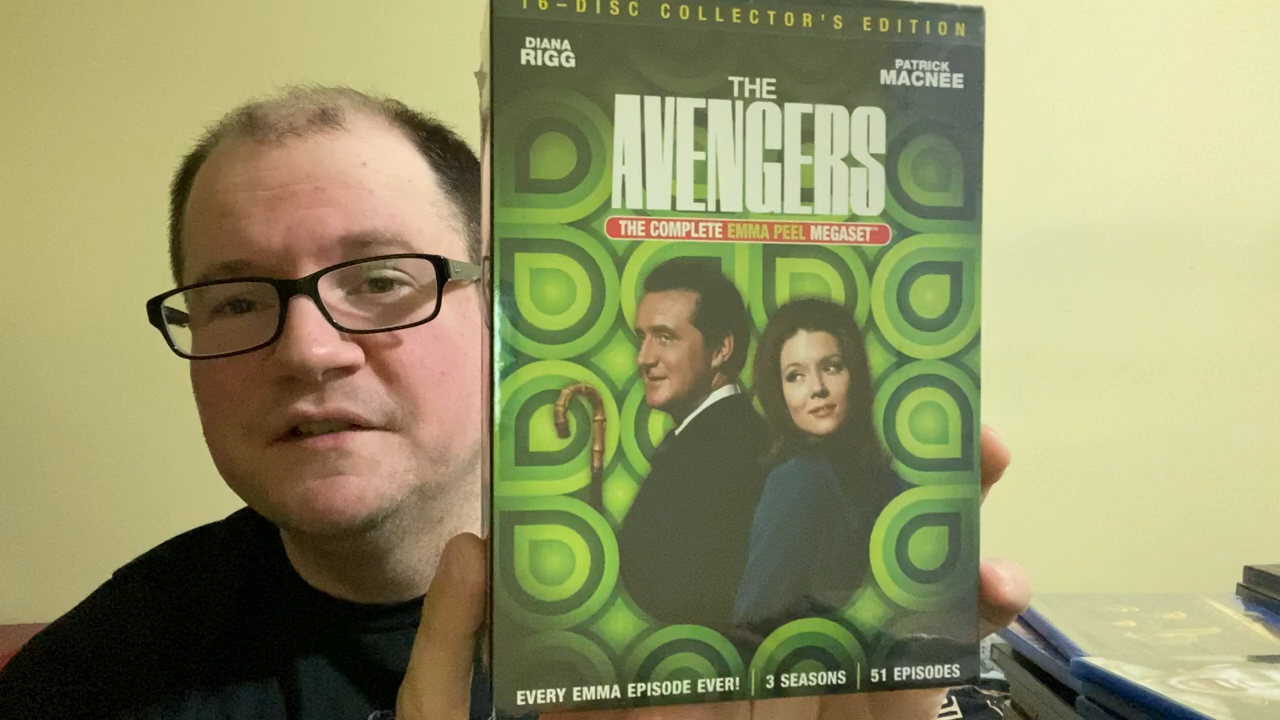 16-DISC COLLECTOR'S EDITION
DIANA
RIGG
PATRICK
MACNEE
THE
AVENGERS
THE COMPLETE EMMA PEEL MEGASET™
EVERY EMMA EPISODE EVER! | 3 SEASONS | 51 EPISODES